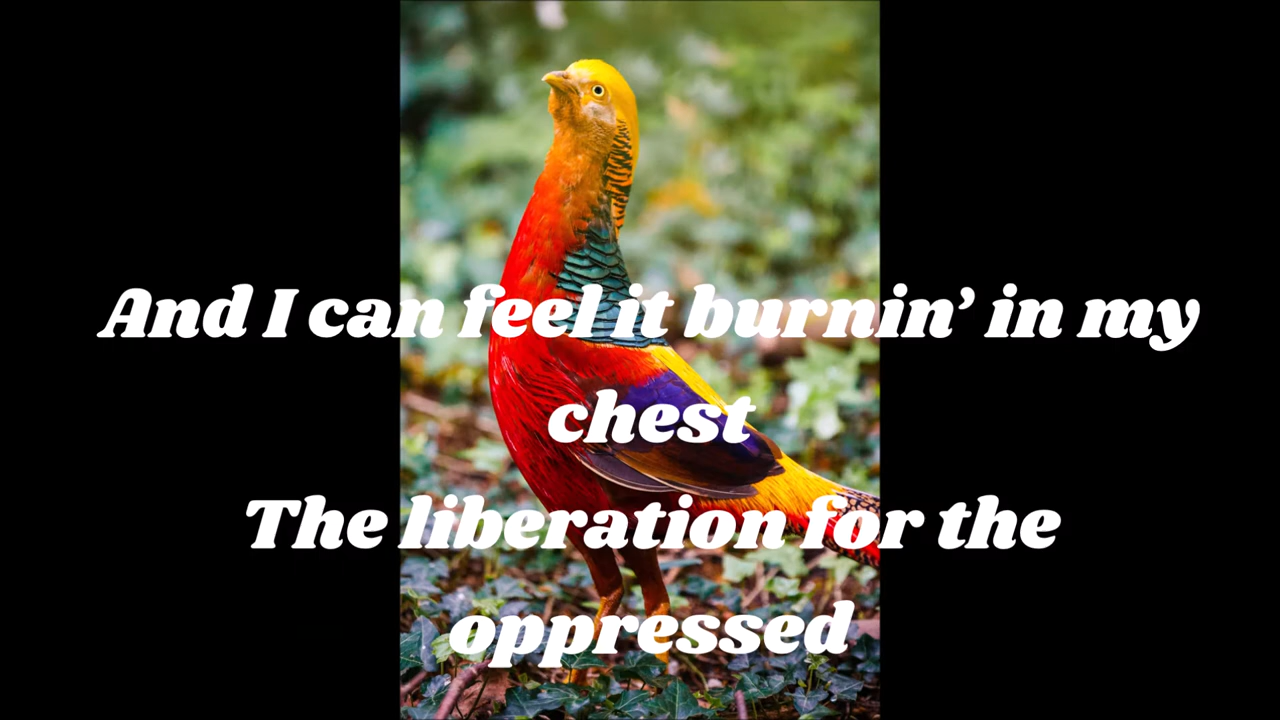 And I can feel it burnin’ in my
chest
The liberation for the
oppressed